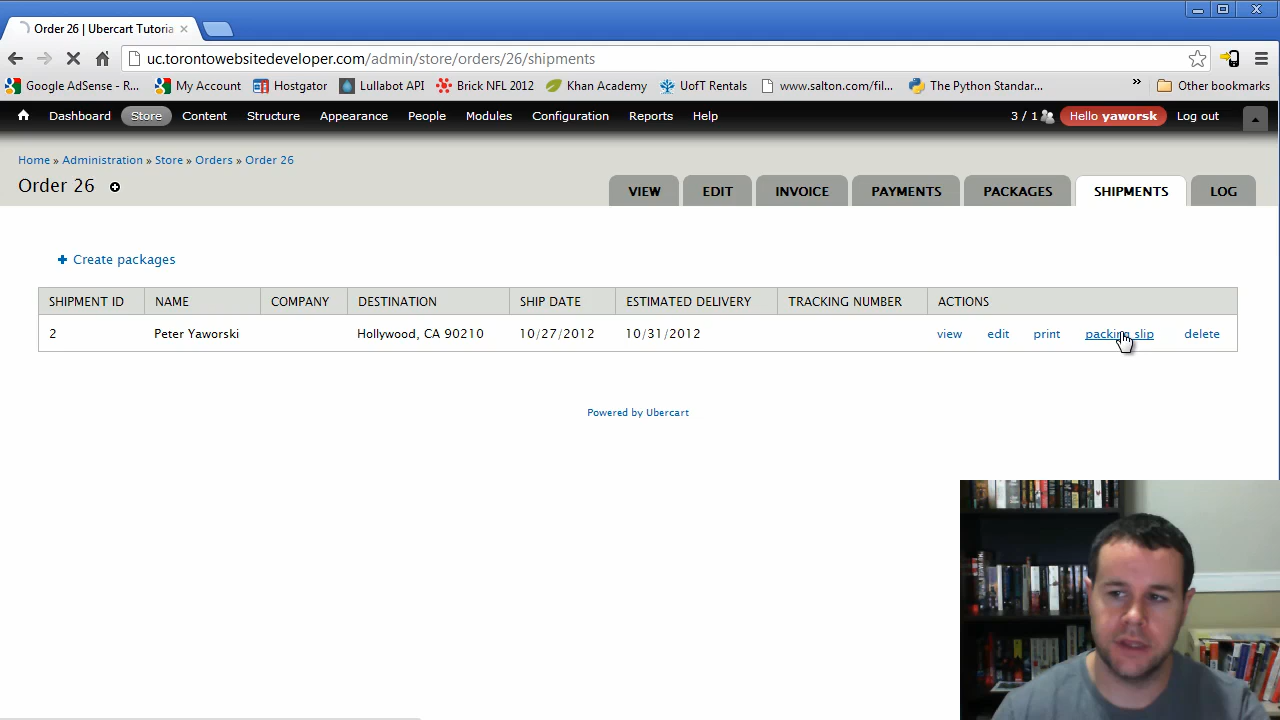 Order 26 | Ubercart Tutoria
uc.torontowebsitedeveloper.com/admin/store/orders/26/shipments
Google AdSense - R... My Account Hostgator Lullabot API Brick NFL 2012 Khan Academy UofT Rentals www.salton.com/fil... The Python Standar... » Other bookmarks
Dashboard Store Content Structure Appearance People Modules Configuration Reports Help 3 / 1 Hello yaworsk Log out
Home » Administration » Store » Orders » Order 26
Order 26 VIEW EDIT INVOICE PAYMENTS PACKAGES SHIPMENTS LOG
+ Create packages
SHIPMENT ID NAME COMPANY DESTINATION SHIP DATE ESTIMATED DELIVERY TRACKING NUMBER ACTIONS
2 Peter Yaworski Hollywood, CA 90210 10/27/2012 10/31/2012 view edit print packing slip delete
Powered by Ubercart